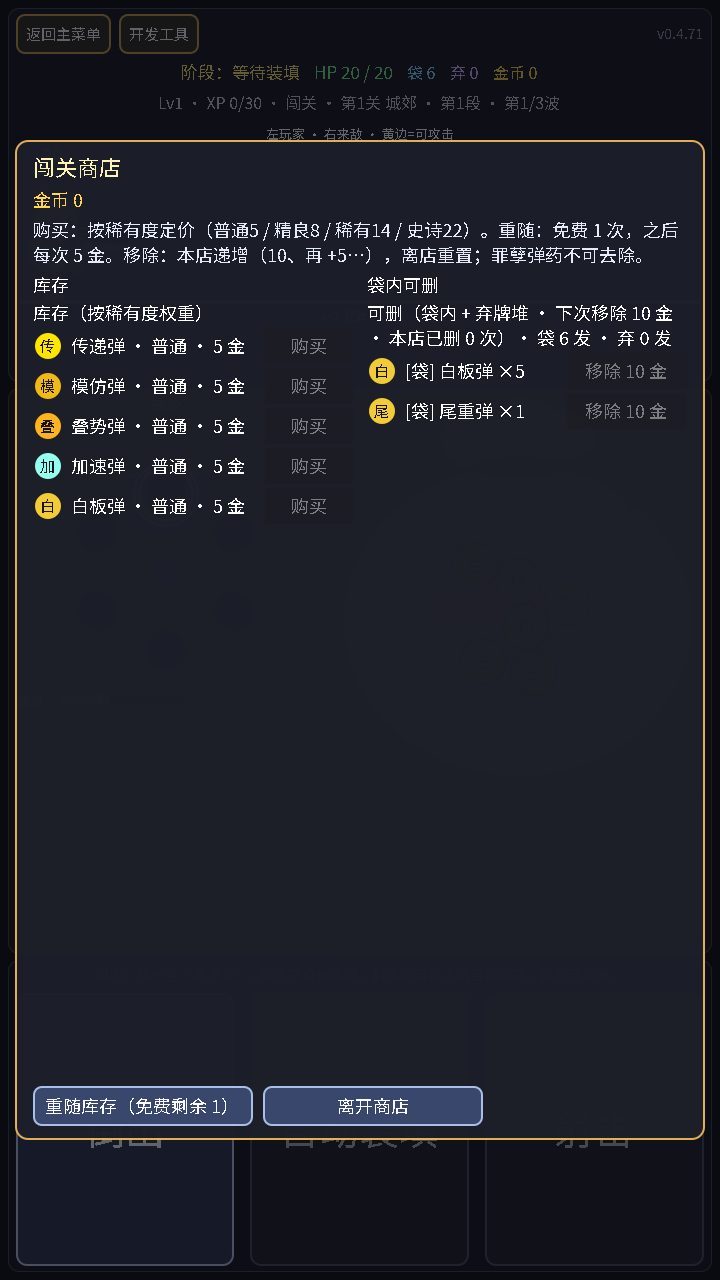 返回主菜单
开发工具
v0.4.71
阶段：等待装填 HP 20 / 20 袋 6 弃 0 金币 0
Lv1 · XP 0/30 · 闯关 · 第1关 城郊 · 第1段 · 第1/3波
左玩家 · 右来敌 · 黄边=可攻击
闯关商店
金币 0
购买：按稀有度定价（普通5 / 精良8 / 稀有14 / 史诗22）。重随：免费 1 次，之后
每次 5 金。移除：本店递增（10、再 +5…），离店重置；罪孽弹药不可去除。
库存
库存（按稀有度权重）
传 传递弹 · 普通 · 5 金 购买
模 模仿弹 · 普通 · 5 金 购买
叠 叠势弹 · 普通 · 5 金 购买
加 加速弹 · 普通 · 5 金 购买
白 白板弹 · 普通 · 5 金 购买
袋内可删
可删（袋内 + 弃牌堆 · 下次移除 10 金
· 本店已删 0 次） · 袋 6 发 · 弃 0 发
白 [袋] 白板弹 ×5 移除 10 金
尾 [袋] 尾重弹 ×1 移除 10 金
重随库存（免费剩余 1）
离开商店